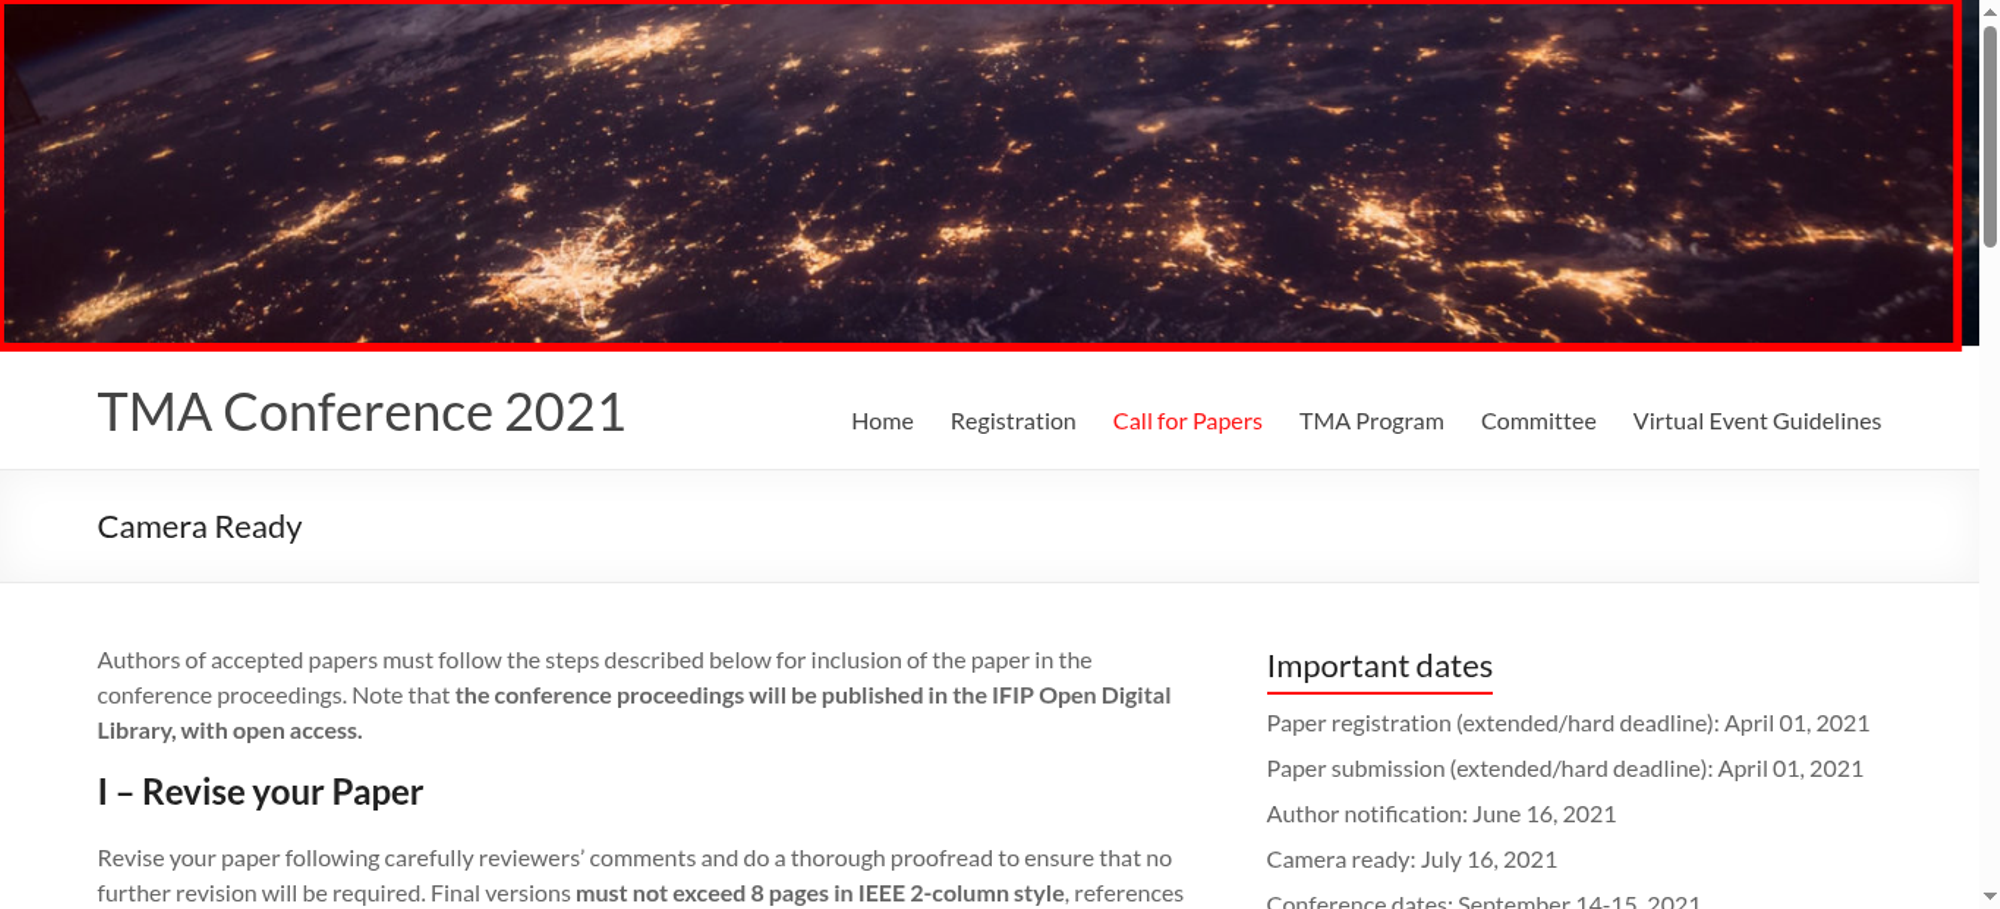 TMA Conference 2021
Home Registration Call for Papers TMA Program Committee Virtual Event Guidelines
Camera Ready
Authors of accepted papers must follow the steps described below for inclusion of the paper in the
conference proceedings. Note that the conference proceedings will be published in the IFIP Open Digital
Library, with open access.
I – Revise your Paper
Revise your paper following carefully reviewers’ comments and do a thorough proofread to ensure that no
further revision will be required. Final versions must not exceed 8 pages in IEEE 2-column style, references
Important dates
Paper registration (extended/hard deadline): April 01, 2021
Paper submission (extended/hard deadline): April 01, 2021
Author notification: June 16, 2021
Camera ready: July 16, 2021
Conference dates: September 14-15, 2021